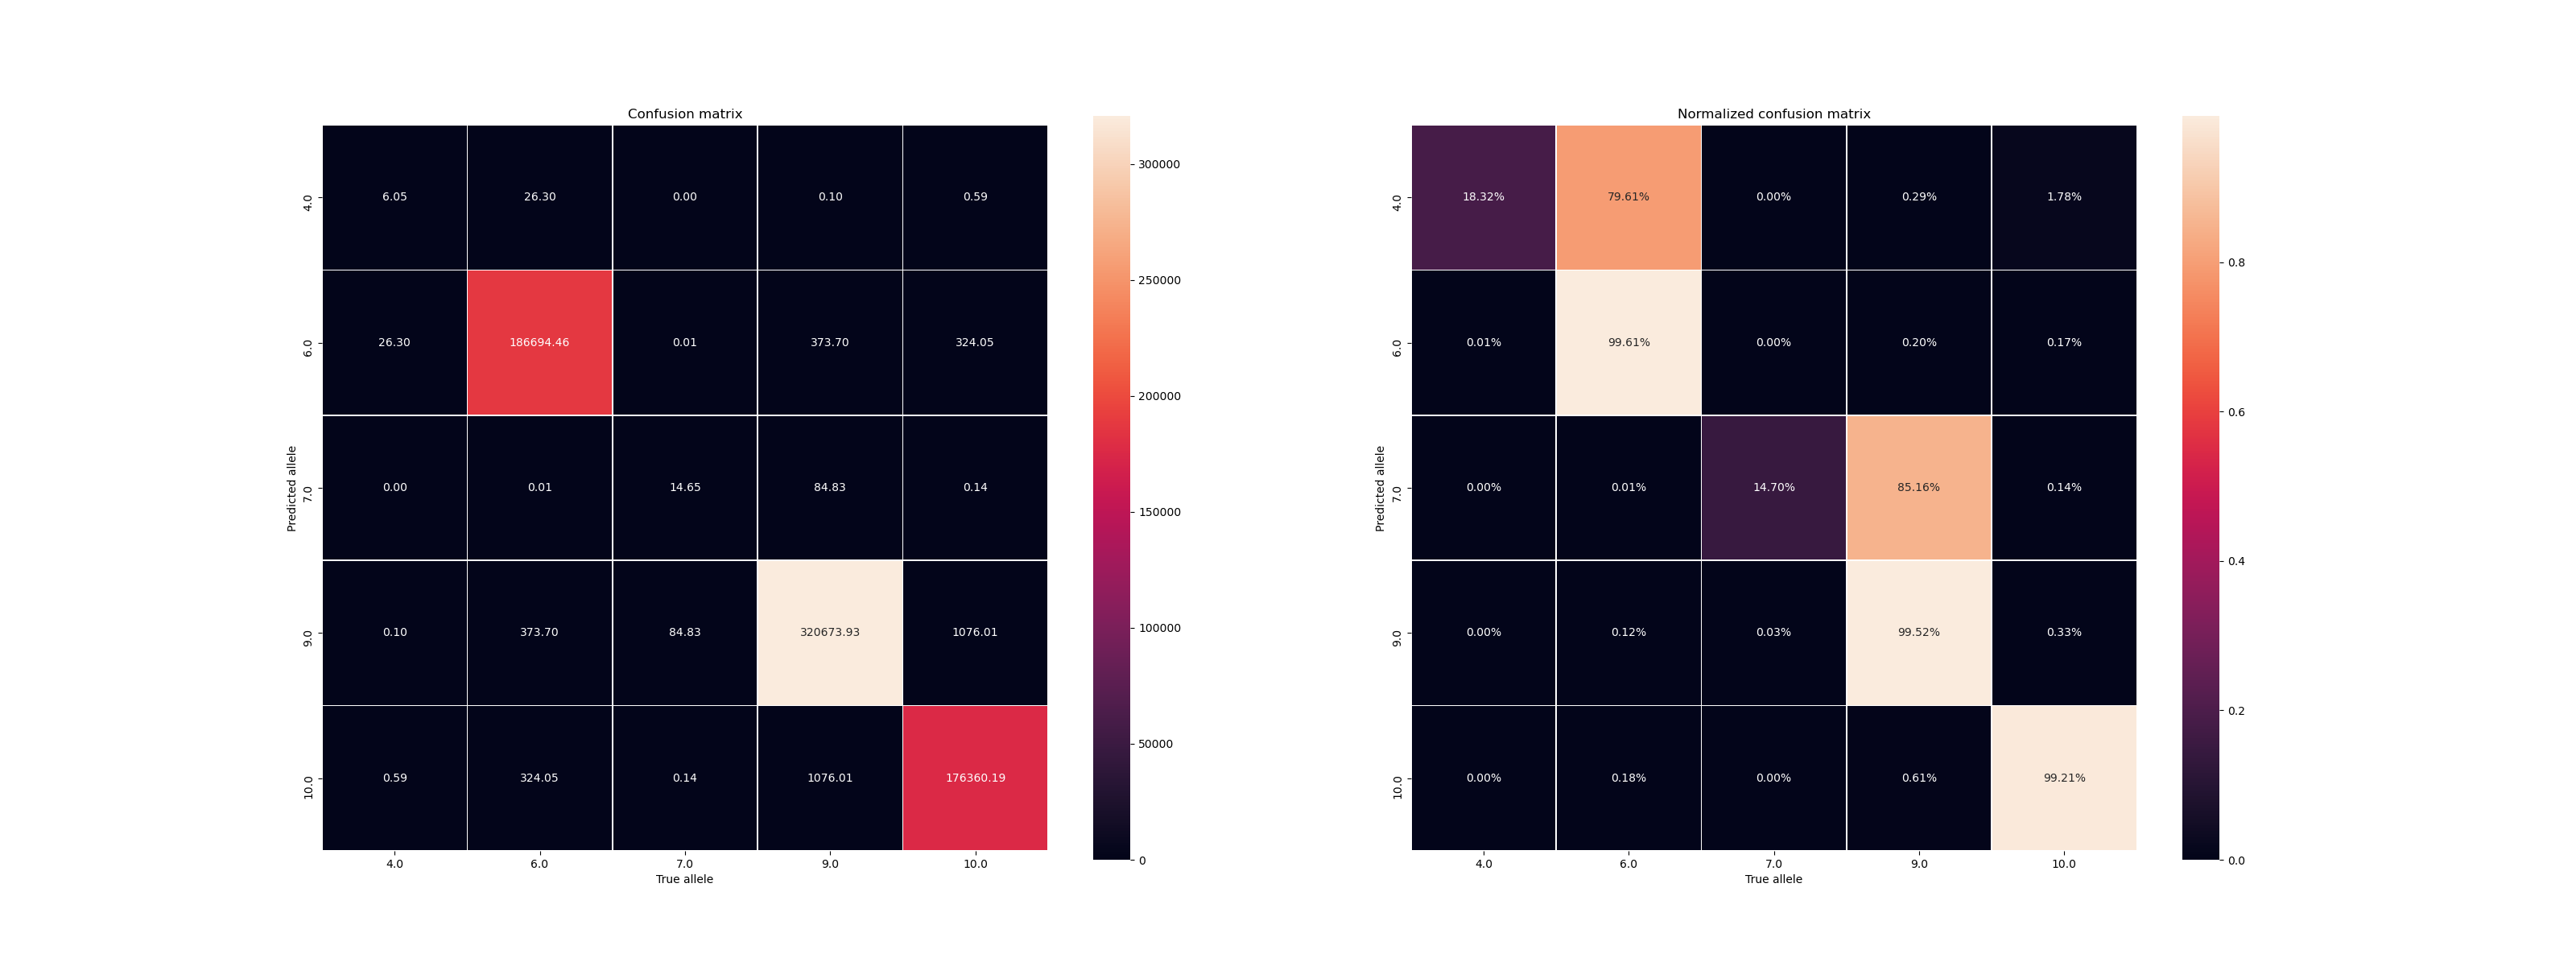 Confusion matrix
4.0 6.05 26.30 0.00 0.10 0.59
6.0 26.30 186694.46 0.01 373.70 324.05
7.0 0.00 0.01 14.65 84.83 0.14
9.0 0.10 373.70 84.83 320673.93 1076.01
10.0 0.59 324.05 0.14 1076.01 176360.19
4.0 6.0 7.0 9.0 10.0
Predicted allele
True allele
300000
250000
200000
150000
100000
50000
0
Normalized confusion matrix
4.0 18.32% 79.61% 0.00% 0.29% 1.78%
6.0 0.01% 99.61% 0.00% 0.20% 0.17%
7.0 0.00% 0.01% 14.70% 85.16% 0.14%
9.0 0.00% 0.12% 0.03% 99.52% 0.33%
10.0 0.00% 0.18% 0.00% 0.61% 99.21%
4.0 6.0 7.0 9.0 10.0
Predicted allele
True allele
0.8
0.6
0.4
0.2
0.0